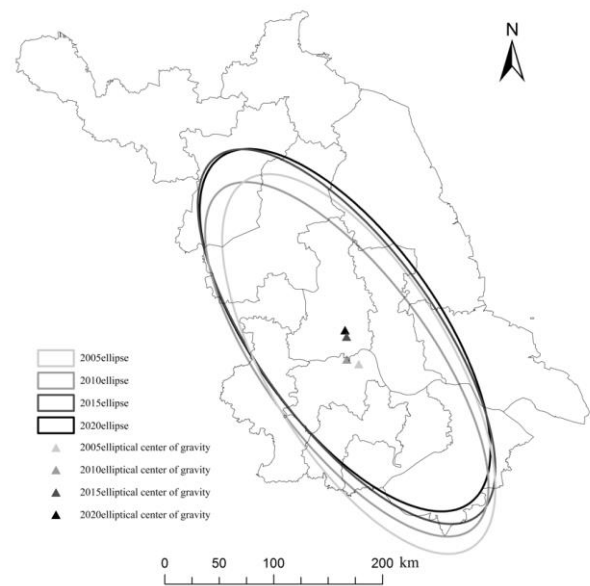 N
2005ellipse
2010ellipse
2015ellipse
2020ellipse
2005elliptical center of gravity
2010elliptical center of gravity
2015elliptical center of gravity
2020elliptical center of gravity
0 50 100 200 km